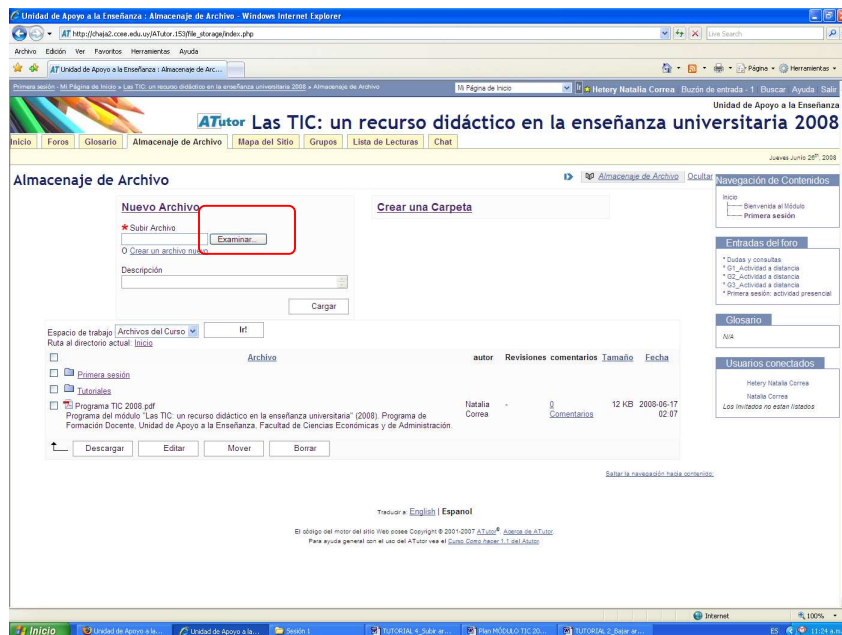 Unidad de Apoyo a la Enseñanza : Almacenaje de Archivo - Windows Internet Explorer
http://chaja2.ccee.edu.uy/ATutor.153/file_storage/index.php
Live Search
Archivo Edición Ver Favoritos Herramientas Ayuda
Unidad de Apoyo a la Enseñanza : Almacenaje de Arc...
Página Herramientas
Primera sesión - Mi Página de Inicio » Las TIC: un recurso didáctico en la enseñanza universitaria 2008 » Almacenaje de Archivo
Mi Página de Inicio
Ir
Hetery Natalia Correa Buzón de entrada - 1 Buscar Ayuda Salir
Unidad de Apoyo a la Enseñanza
ATutor Las TIC: un recurso didáctico en la enseñanza universitaria 2008
Inicio Foros Glosario Almacenaje de Archivo Mapa del Sitio Grupos Lista de Lecturas Chat
Jueves Junio 26th, 2008
Almacenaje de Archivo
Almacenaje de Archivo Ocultar
Navegación de Contenidos
Inicio
Bienvenida al Módulo
Primera sesión
Nuevo Archivo
Crear una Carpeta
* Subir Archivo
Examinar...
O Crear un archivo nuevo
Descripción
Cargar
Entradas del foro
* Dudas y consultas
* G1_Actividad a distancia
* G2_Actividad a distancia
* G3_Actividad a distancia
* Primera sesión: actividad presencial
Glosario
N/A
Usuarios conectados
Hetery Natalia Correa
Natalia Correa
Los Invitados no estan listados
Espacio de trabajo Archivos del Curso Ir!
Ruta al directorio actual: Inicio
Archivo autor Revisiones comentarios Tamaño Fecha
Primera sesión
Tutoriales
Programa TIC 2008.pdf
Programa del módulo "Las TIC: un recurso didáctico en la enseñanza universitaria" (2008). Programa de
Formación Docente, Unidad de Apoyo a la Enseñanza, Facultad de Ciencias Económicas y de Administración.
Natalia Correa
-
0 Comentarios
12 KB
2008-06-17 02:07
Descargar Editar Mover Borrar
Saltar la navegación hacia contenido:
Traducir a: English | Espanol
El código del motor del sitio Web posee Copyright © 2001-2007 ATutor®. Acerca de ATutor.
Para ayuda general con el uso del ATutor vea el Curso Como hacer 1.1 del Atutor.
Internet 100%
Inicio Unidad de Apoyo a la... Unidad de Apoyo a la... Sesión 1 TUTORIAL 4_Subir ar... Plan MÓDULO TIC 20... TUTORIAL 2_Bajar ar... ES 11:24 a.m.